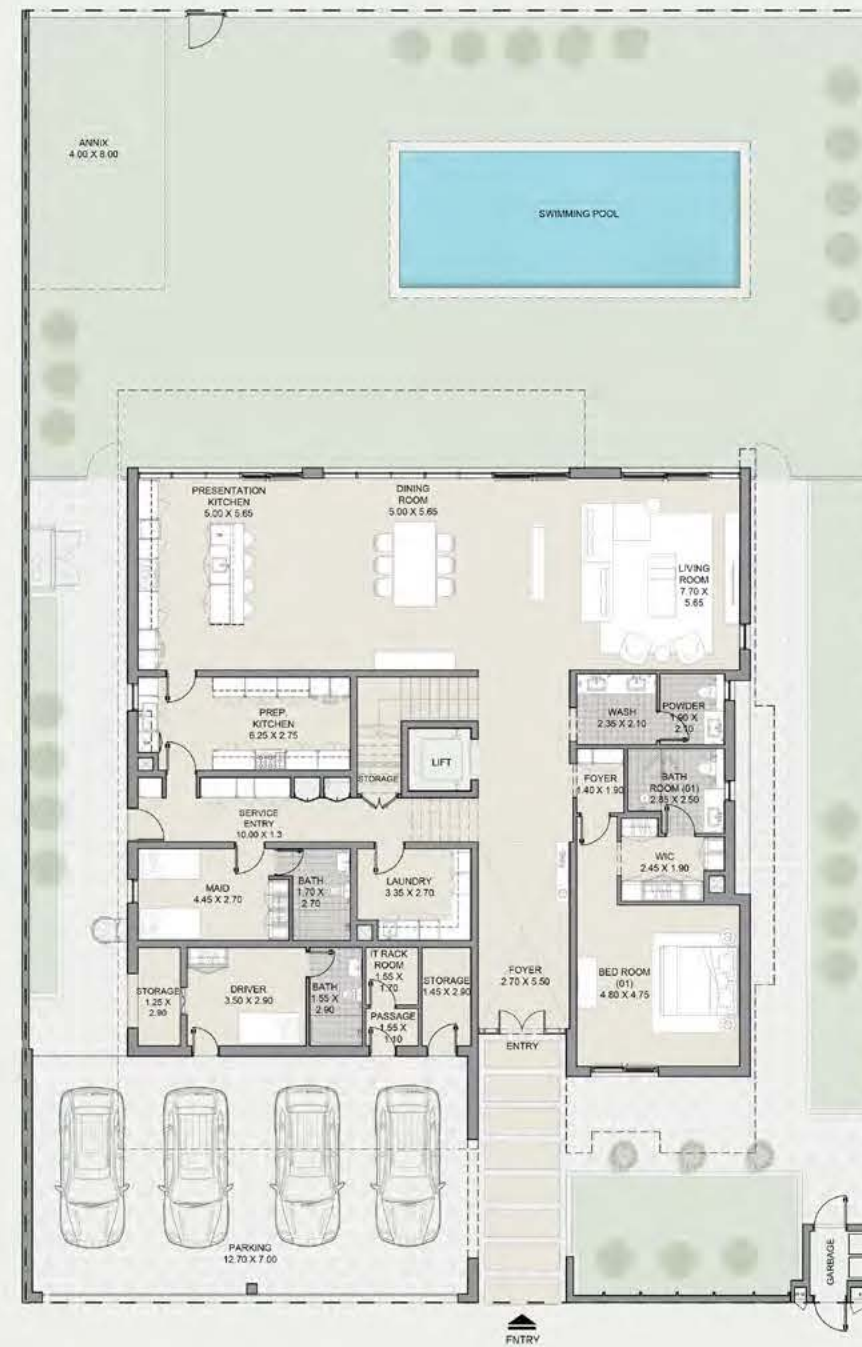 ANNIX
4.00 X 8.00
SWIMMING POOL
PRESENTATION
KITCHEN
5.00 X 5.65
DINING
ROOM
5.00 X 5.65
LIVING
ROOM
7.70 X
5.65
PREP.
KITCHEN
6.25 X 2.75
LIFT
STORAGE
WASH
2.35 X 2.10
POWDER
1.90 X
2.10
FOYER
1.40 X 1.90
BATH
ROOM (01)
2.85 X 2.50
SERVICE
ENTRY
10.00 X 1.3
WIC
2.45 X 1.90
MAID
4.45 X 2.70
BATH
1.70 X
2.70
LAUNDRY
3.35 X 2.70
STORAGE
1.25 X
2.90
DRIVER
3.50 X 2.90
BATH
1.55 X
2.90
IT RACK
ROOM
1.55 X
1.70
PASSAGE
1.55 X
1.10
STORAGE
1.45 X 2.90
FOYER
2.70 X 5.50
BED ROOM
(01)
4.80 X 4.75
ENTRY
PARKING
12.70 X 7.00
GARBAGE
ENTRY